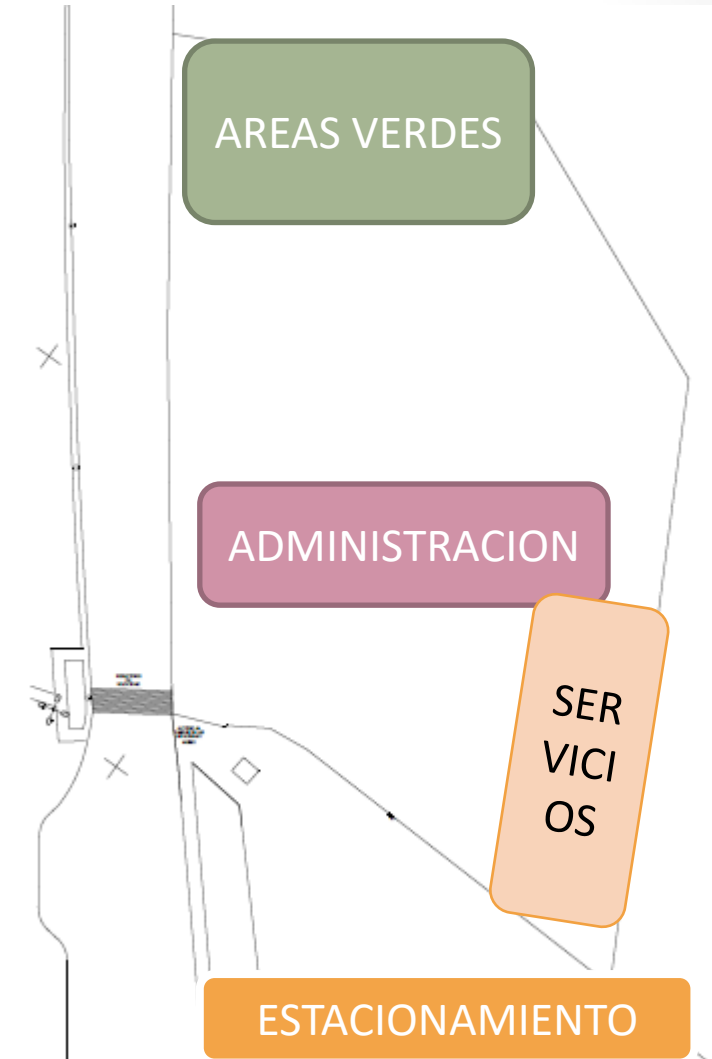 AREAS VERDES
ADMINISTRACION
SER
VICI
OS
ESTACIONAMIENTO